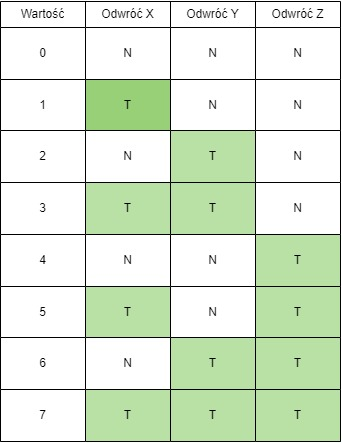 Wartość Odwróć X Odwróć Y Odwróć Z
0 N N N
1 T N N
2 N T N
3 T T N
4 N N T
5 T N T
6 N T T
7 T T T